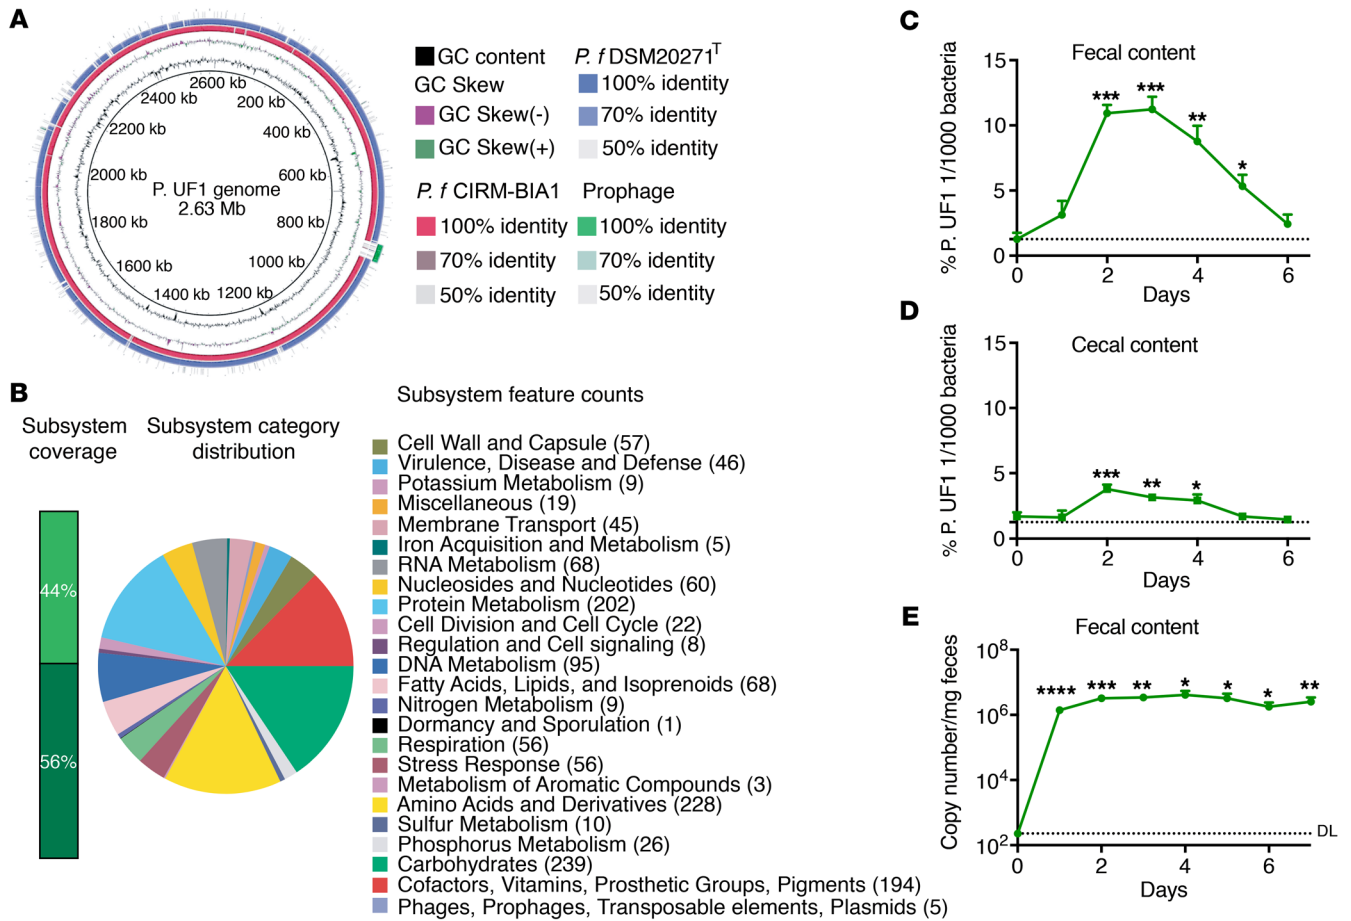 A
2600 kb
200 kb
400 kb
600 kb
800 kb
1000 kb
1200 kb
1400 kb
1600 kb
1800 kb
2000 kb
2200 kb
2400 kb
P. UF1 genome
2.63 Mb
GC content
GC Skew
GC Skew(-)
GC Skew(+)
P. f DSM20271T
100% identity
70% identity
50% identity
P. f CIRM-BIA1
100% identity
70% identity
50% identity
Prophage
100% identity
70% identity
50% identity
B
Subsystem
coverage
44%
56%
Subsystem category
distribution
Subsystem feature counts
Cell Wall and Capsule (57)
Virulence, Disease and Defense (46)
Potassium Metabolism (9)
Miscellaneous (19)
Membrane Transport (45)
Iron Acquisition and Metabolism (5)
RNA Metabolism (68)
Nucleosides and Nucleotides (60)
Protein Metabolism (202)
Cell Division and Cell Cycle (22)
Regulation and Cell signaling (8)
DNA Metabolism (95)
Fatty Acids, Lipids, and Isoprenoids (68)
Nitrogen Metabolism (9)
Dormancy and Sporulation (1)
Respiration (56)
Stress Response (56)
Metabolism of Aromatic Compounds (3)
Amino Acids and Derivatives (228)
Sulfur Metabolism (10)
Phosphorus Metabolism (26)
Carbohydrates (239)
Cofactors, Vitamins, Prosthetic Groups, Pigments (194)
Phages, Prophages, Transposable elements, Plasmids (5)
C
Fecal content
% P. UF1 1/1000 bacteria
15
10
5
0
*** *** ** *
0 2 4 6
Days
D
Cecal content
% P. UF1 1/1000 bacteria
15
10
5
0
*** ** *
0 2 4 6
Days
E
Fecal content
Copy number/mg feces
10^8
10^6
10^4
10^2
**** *** ** * * * **
DL
0 2 4 6
Days